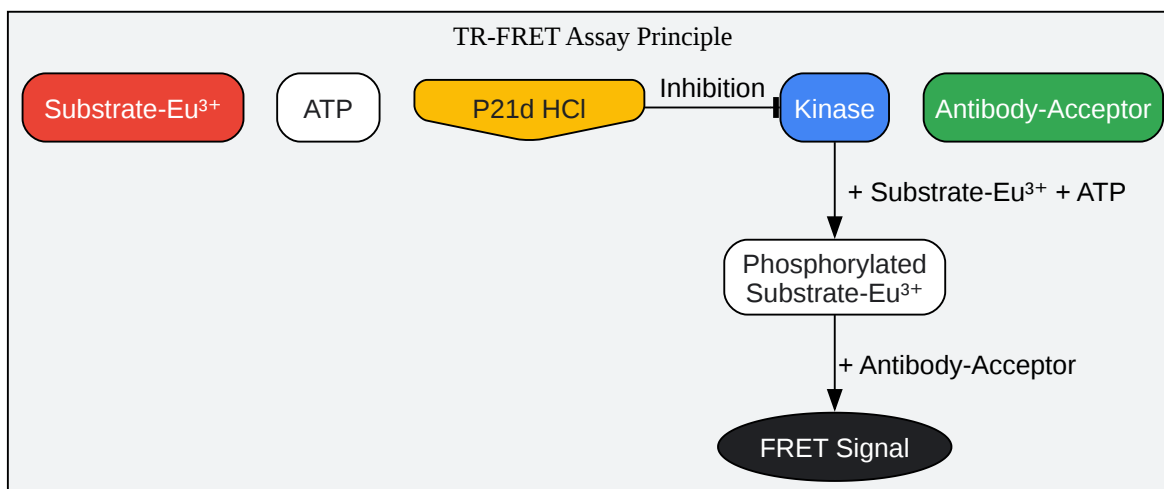 TR-FRET Assay Principle
Substrate-Eu³⁺
ATP
P21d HCl
Inhibition
Kinase
Antibody-Acceptor
+ Substrate-Eu³⁺ + ATP
Phosphorylated
Substrate-Eu³⁺
+ Antibody-Acceptor
FRET Signal